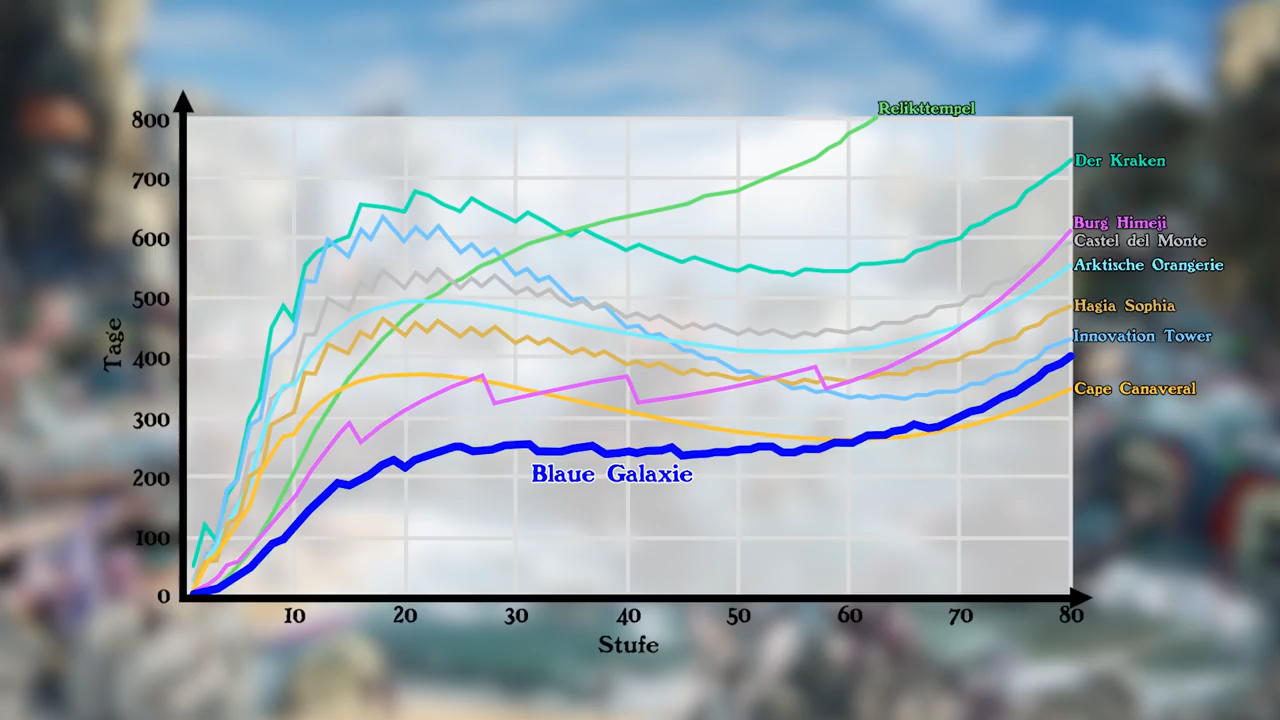 Relikttempel
800
Der Kraken
700
Burg Himeji
600
Castel del Monte
Arktische Orangerie
500
Hagia Sophia
Tage
Innovation Tower
400
Cape Canaveral
300
Blaue Galaxie
200
100
0
10 20 30 40 50 60 70 80
Stufe